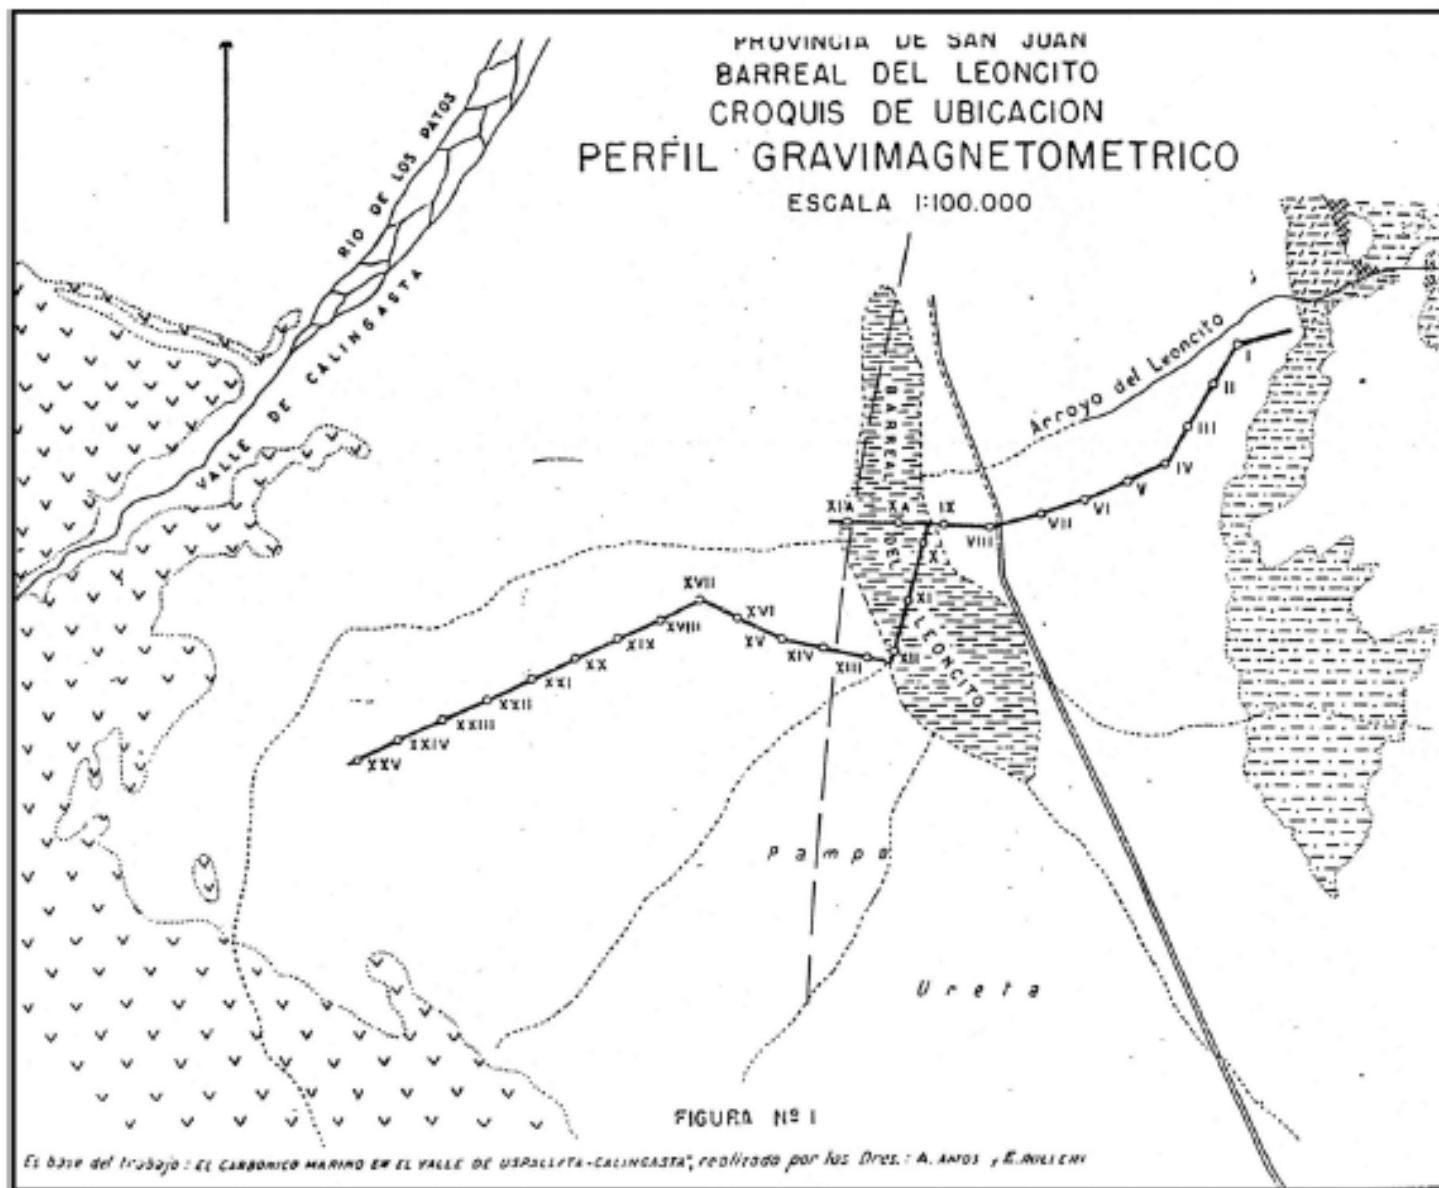 PROVINCIA DE SAN JUAN
BARREAL DEL LEONCITO
CROQUIS DE UBICACION
PERFIL GRAVIMAGNETOMETRICO
ESCALA 1:100.000
RIO DE LOS PATOS
VALLE DE CALINGASTA
Arroyo del Leoncito
I
II
III
IV
V
VI
VII
VIII
IX
XA
XIA
X
XI
XII
XIII
XIV
XV
XVI
XVII
XVIII
XIX
XX
XXI
XXII
XXIII
XXIV
XXV
BARREAL DEL LEONCITO
Pampa
Ureta
FIGURA Nº 1
Es base del trabajo: EL CARBONICO MARINO EN EL VALLE DE USPALLATA-CALINGASTA", realizado por los Dres.: A. AMOS y E. ROLLERI